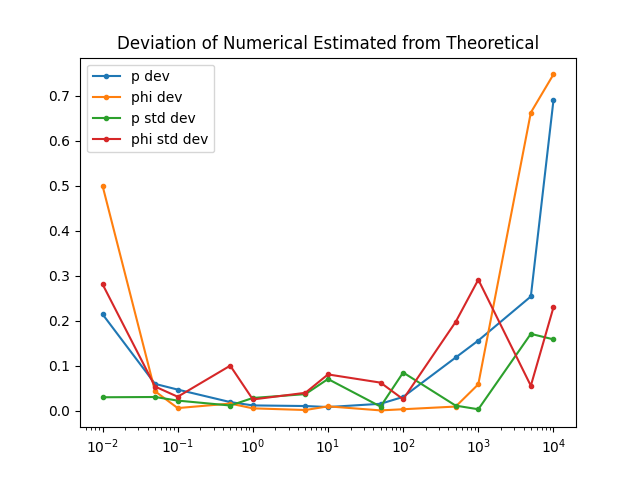 Deviation of Numerical Estimated from Theoretical
p dev
phi dev
p std dev
phi std dev
0.7
0.6
0.5
0.4
0.3
0.2
0.1
0.0
10⁻² 10⁻¹ 10⁰ 10¹ 10² 10³ 10⁴